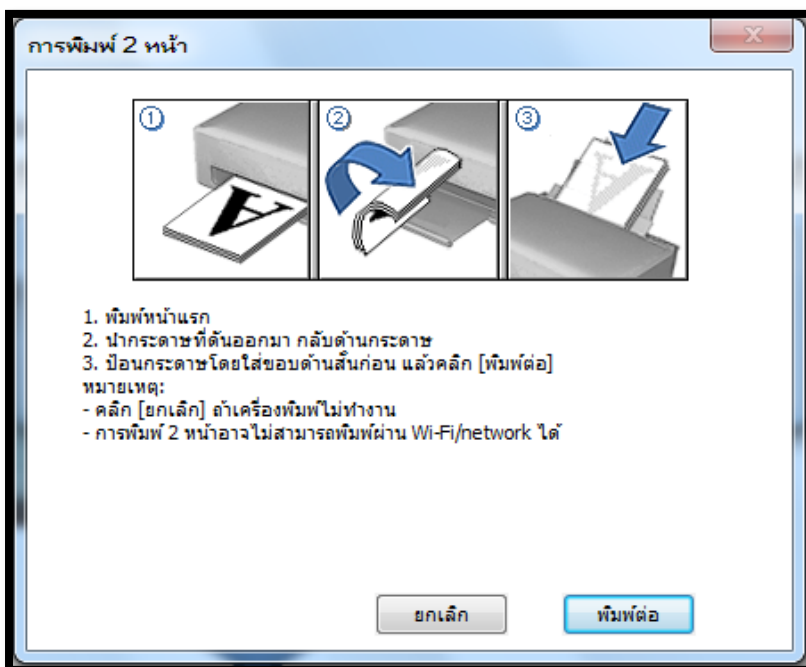 การพิมพ์ 2 หน้า
1 2 3
1. พิมพ์หน้าแรก
2. นำกระดาษที่ดันออกมา กลับด้านกระดาษ
3. ป้อนกระดาษโดยใส่ขอบด้านสั้นก่อน แล้วคลิก [พิมพ์ต่อ]
หมายเหตุ:
- คลิก [ยกเลิก] ถ้าเครื่องพิมพ์ไม่ทำงาน
- การพิมพ์ 2 หน้าอาจไม่สามารถพิมพ์ผ่าน Wi-Fi/network ได้
ยกเลิก พิมพ์ต่อ